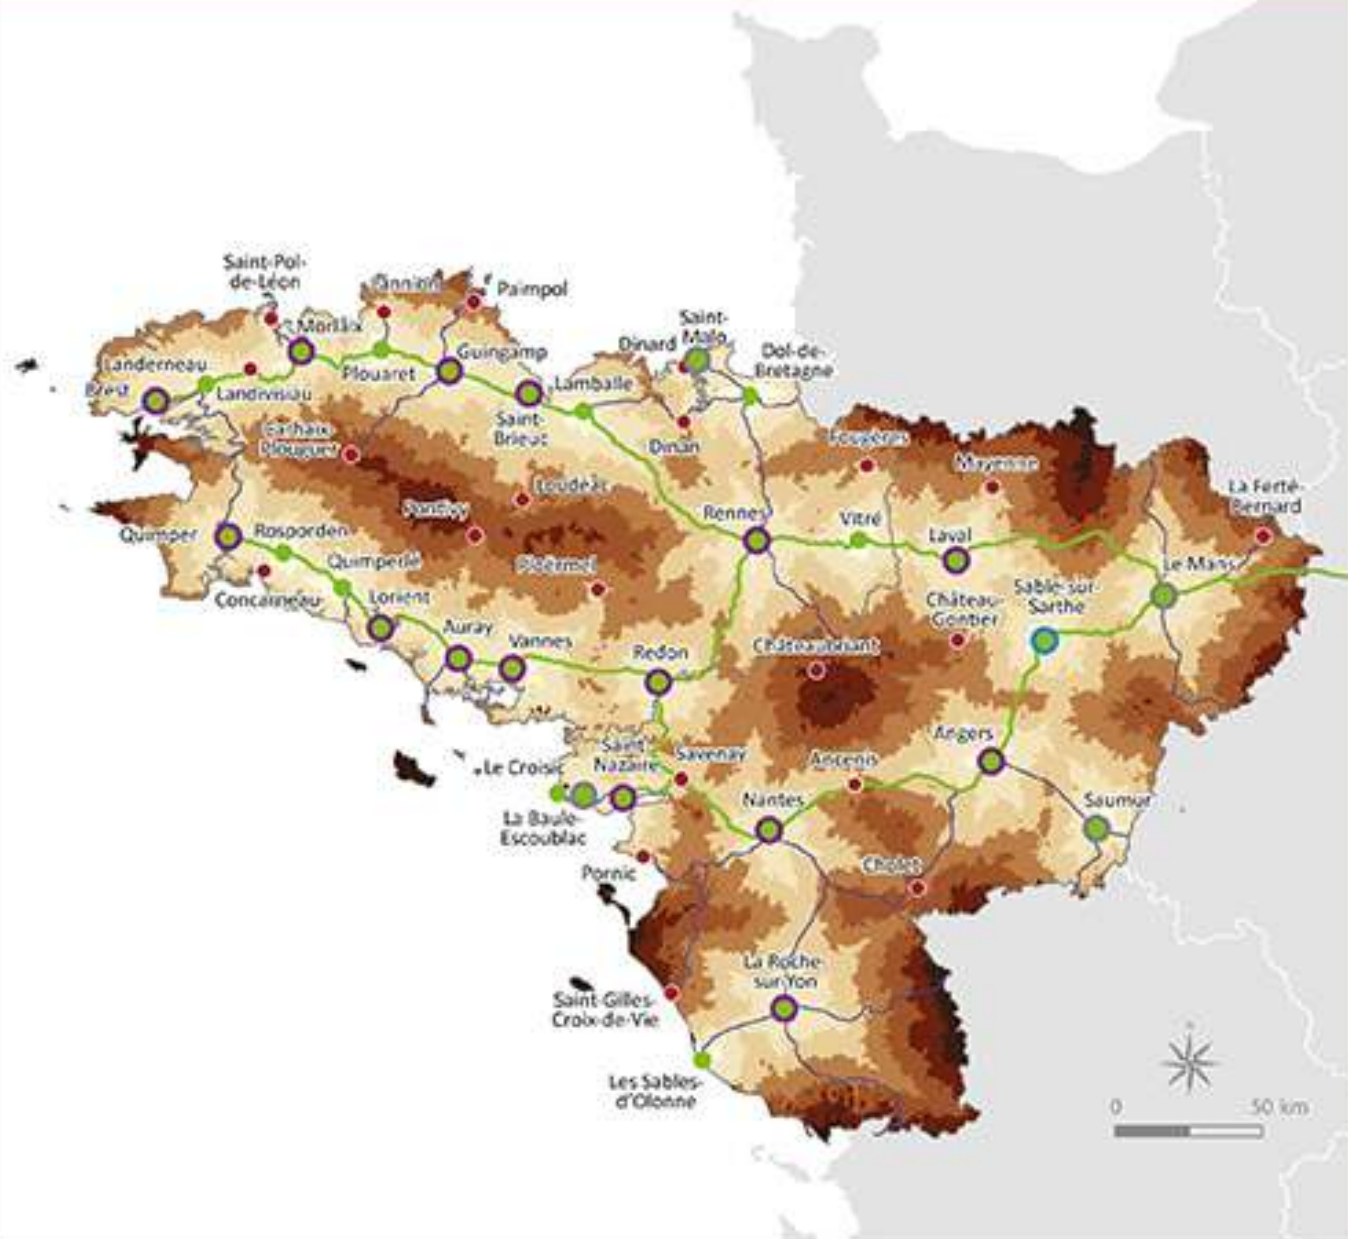 Saint-Pol-
de-Léon
Lannion
Paimpol
Morlaix
Saint-
Malo
Dinard
Dol-de-
Bretagne
Landerneau
Guingamp
Plouaret
Brest
Landivisiau
Lamballe
Saint-
Brieuc
Carhaix-
Plouguer
Dinan
Fougères
Mayenne
Loudéac
La Ferté-
Bernard
Pontivy
Rennes
Vitré
Laval
Quimper
Rosporden
Quimperlé
Ploërmel
Le Mans
Sablé-sur-
Sarthe
Concarneau
Lorient
Château-
Gontier
Auray
Vannes
Redon
Châteaubriant
Angers
Saint
Nazaire
Savenay
Ancenis
Le Croisic
Nantes
Saumur
La Baule-
Escoublac
Pornic
Cholet
La Roche
sur-Yon
Saint-Gilles-
Croix-de-Vie
Les Sables-
d'Olonne
0 50 km